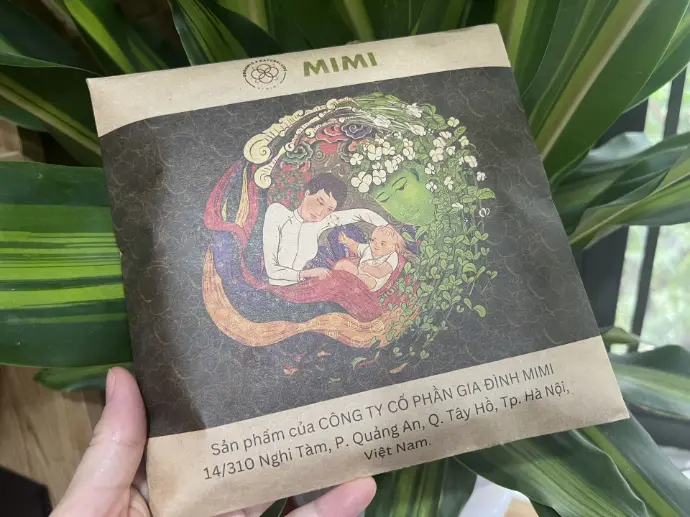 MIMI
Sản phẩm của CÔNG TY CỔ PHẦN GIA ĐÌNH MIMI
14/310 Nghi Tàm, P. Quảng An, Q. Tây Hồ, Tp. Hà Nội,
Việt Nam.